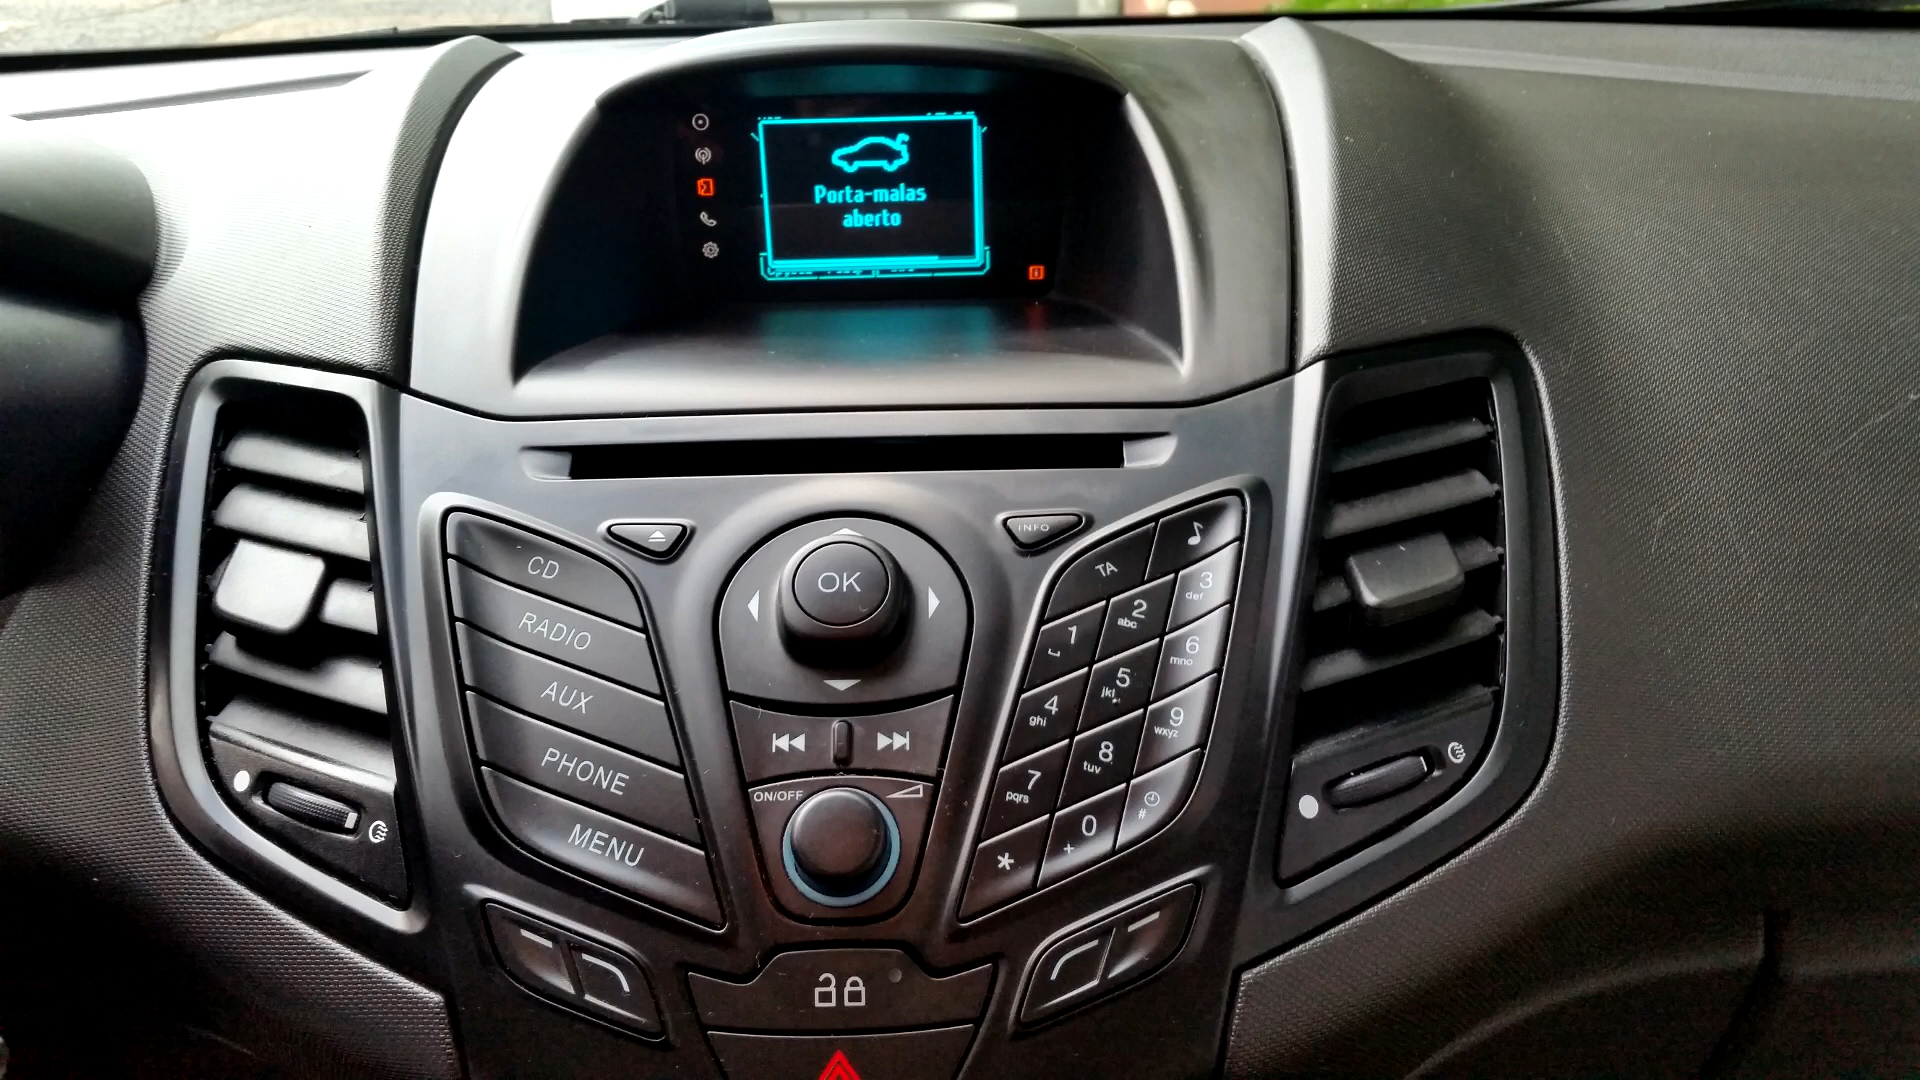 Porta-malas
aberto
INFO
CD
RADIO
AUX
PHONE
MENU
OK
ON/OFF
TA
1
2 abc
3 def
4 ghi
5 jkl
6 mno
7 pqrs
8 tuv
9 wxyz
*
0 +
#